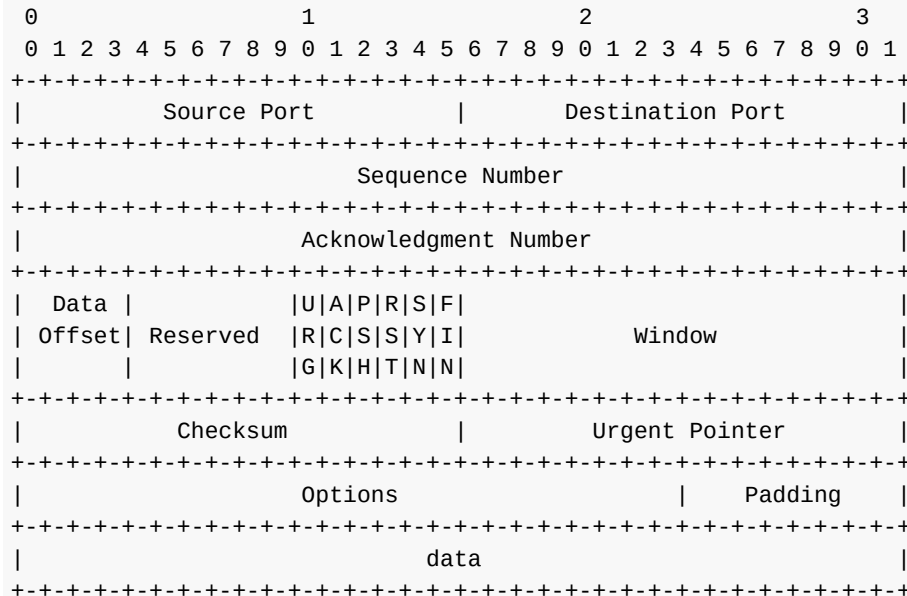 0                   1                   2                   3
 0 1 2 3 4 5 6 7 8 9 0 1 2 3 4 5 6 7 8 9 0 1 2 3 4 5 6 7 8 9 0 1
+-+-+-+-+-+-+-+-+-+-+-+-+-+-+-+-+-+-+-+-+-+-+-+-+-+-+-+-+-+-+-+-+
|          Source Port          |       Destination Port        |
+-+-+-+-+-+-+-+-+-+-+-+-+-+-+-+-+-+-+-+-+-+-+-+-+-+-+-+-+-+-+-+-+
|                        Sequence Number                        |
+-+-+-+-+-+-+-+-+-+-+-+-+-+-+-+-+-+-+-+-+-+-+-+-+-+-+-+-+-+-+-+-+
|                    Acknowledgment Number                      |
+-+-+-+-+-+-+-+-+-+-+-+-+-+-+-+-+-+-+-+-+-+-+-+-+-+-+-+-+-+-+-+-+
|  Data |           |U|A|P|R|S|F|                               |
| Offset| Reserved  |R|C|S|S|Y|I|            Window             |
|       |           |G|K|H|T|N|N|                               |
+-+-+-+-+-+-+-+-+-+-+-+-+-+-+-+-+-+-+-+-+-+-+-+-+-+-+-+-+-+-+-+-+
|           Checksum            |         Urgent Pointer        |
+-+-+-+-+-+-+-+-+-+-+-+-+-+-+-+-+-+-+-+-+-+-+-+-+-+-+-+-+-+-+-+-+
|                    Options                    |    Padding    |
+-+-+-+-+-+-+-+-+-+-+-+-+-+-+-+-+-+-+-+-+-+-+-+-+-+-+-+-+-+-+-+-+
|                             data                              |
+-+-+-+-+-+-+-+-+-+-+-+-+-+-+-+-+-+-+-+-+-+-+-+-+-+-+-+-+-+-+-+-+